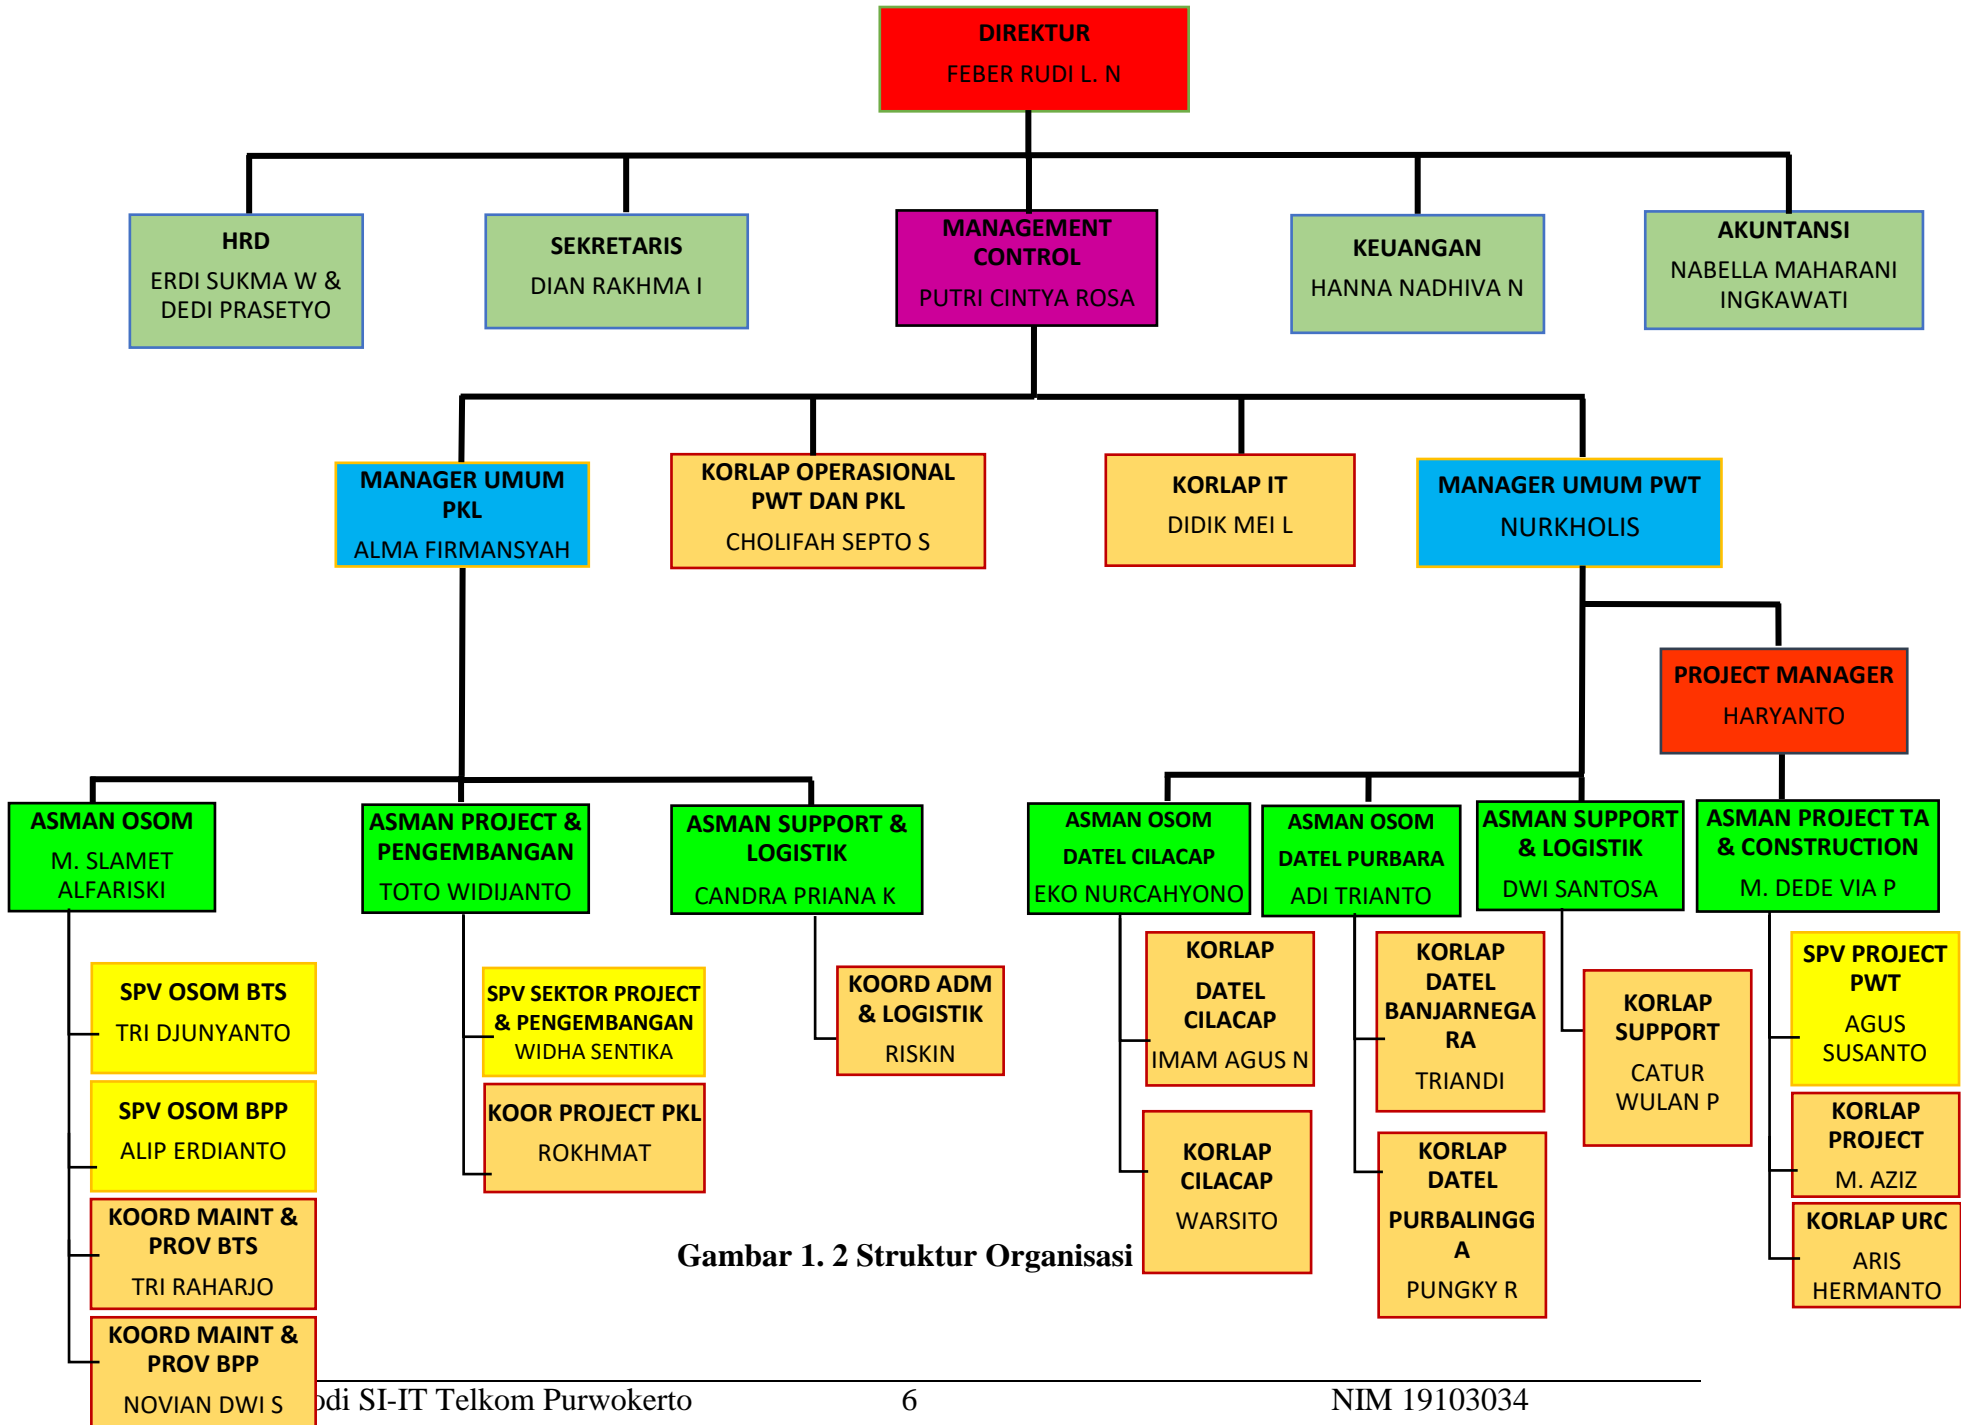 DIREKTUR
FEBER RUDI L. N
HRD
ERDI SUKMA W &
DEDI PRASETYO
SEKRETARIS
DIAN RAKHMA I
MANAGEMENT
CONTROL
PUTRI CINTYA ROSA
KEUANGAN
HANNA NADHIVA N
AKUNTANSI
NABELLA MAHARANI
INGKAWATI
MANAGER UMUM
PKL
ALMA FIRMANSYAH
KORLAP OPERASIONAL
PWT DAN PKL
CHOLIFAH SEPTO S
KORLAP IT
DIDIK MEI L
MANAGER UMUM PWT
NURKHOLIS
PROJECT MANAGER
HARYANTO
ASMAN OSOM
M. SLAMET
ALFARISKI
ASMAN PROJECT &
PENGEMBANGAN
TOTO WIDIJANTO
ASMAN SUPPORT &
LOGISTIK
CANDRA PRIANA K
ASMAN OSOM
DATEL CILACAP
EKO NURCAHYONO
ASMAN OSOM
DATEL PURBARA
ADI TRIANTO
ASMAN SUPPORT
& LOGISTIK
DWI SANTOSA
ASMAN PROJECT TA
& CONSTRUCTION
M. DEDE VIA P
SPV OSOM BTS
TRI DJUNYANTO
SPV OSOM BPP
ALIP ERDIANTO
KOORD MAINT &
PROV BTS
TRI RAHARJO
KOORD MAINT &
PROV BPP
NOVIAN DWI S
SPV SEKTOR PROJECT
& PENGEMBANGAN
WIDHA SENTIKA
KOOR PROJECT PKL
ROKHMAT
KOORD ADM
& LOGISTIK
RISKIN
KORLAP
DATEL
CILACAP
IMAM AGUS N
KORLAP
CILACAP
WARSITO
KORLAP
DATEL
BANJARNEGA
RA
TRIANDI
KORLAP
DATEL
PURBALINGG
A
PUNGKY R
KORLAP
SUPPORT
CATUR
WULAN P
SPV PROJECT
PWT
AGUS
SUSANTO
KORLAP
PROJECT
M. AZIZ
KORLAP URC
ARIS
HERMANTO
Gambar 1. 2 Struktur Organisasi
SI-IT Telkom Purwokerto 6 NIM 19103034